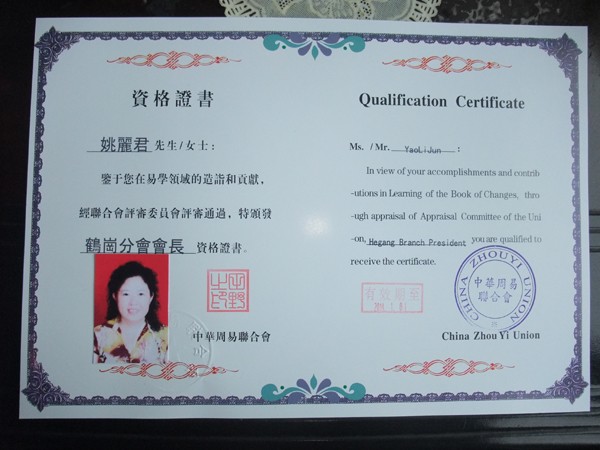 資格證書
姚麗君 先生/女士：
鑒于您在易學領域的造詣和貢獻，
經聯合會評審委員會評審通過，特頒發
鶴崗分會會長 資格證書。
中華周易聯合會
Qualification Certificate
Ms. /Mr. YaoLiJun :
In view of your accomplishments and contrib
-utions in Learning of the Book of Changes, thro
-ugh appraisal of Appraisal Committee of the Uni
-on, Hegang Branch President you are qualified to
receive the certificate.
有效期至
CHINA ZHOUYI UNION
中華周易
聯合會
China Zhou Yi Union